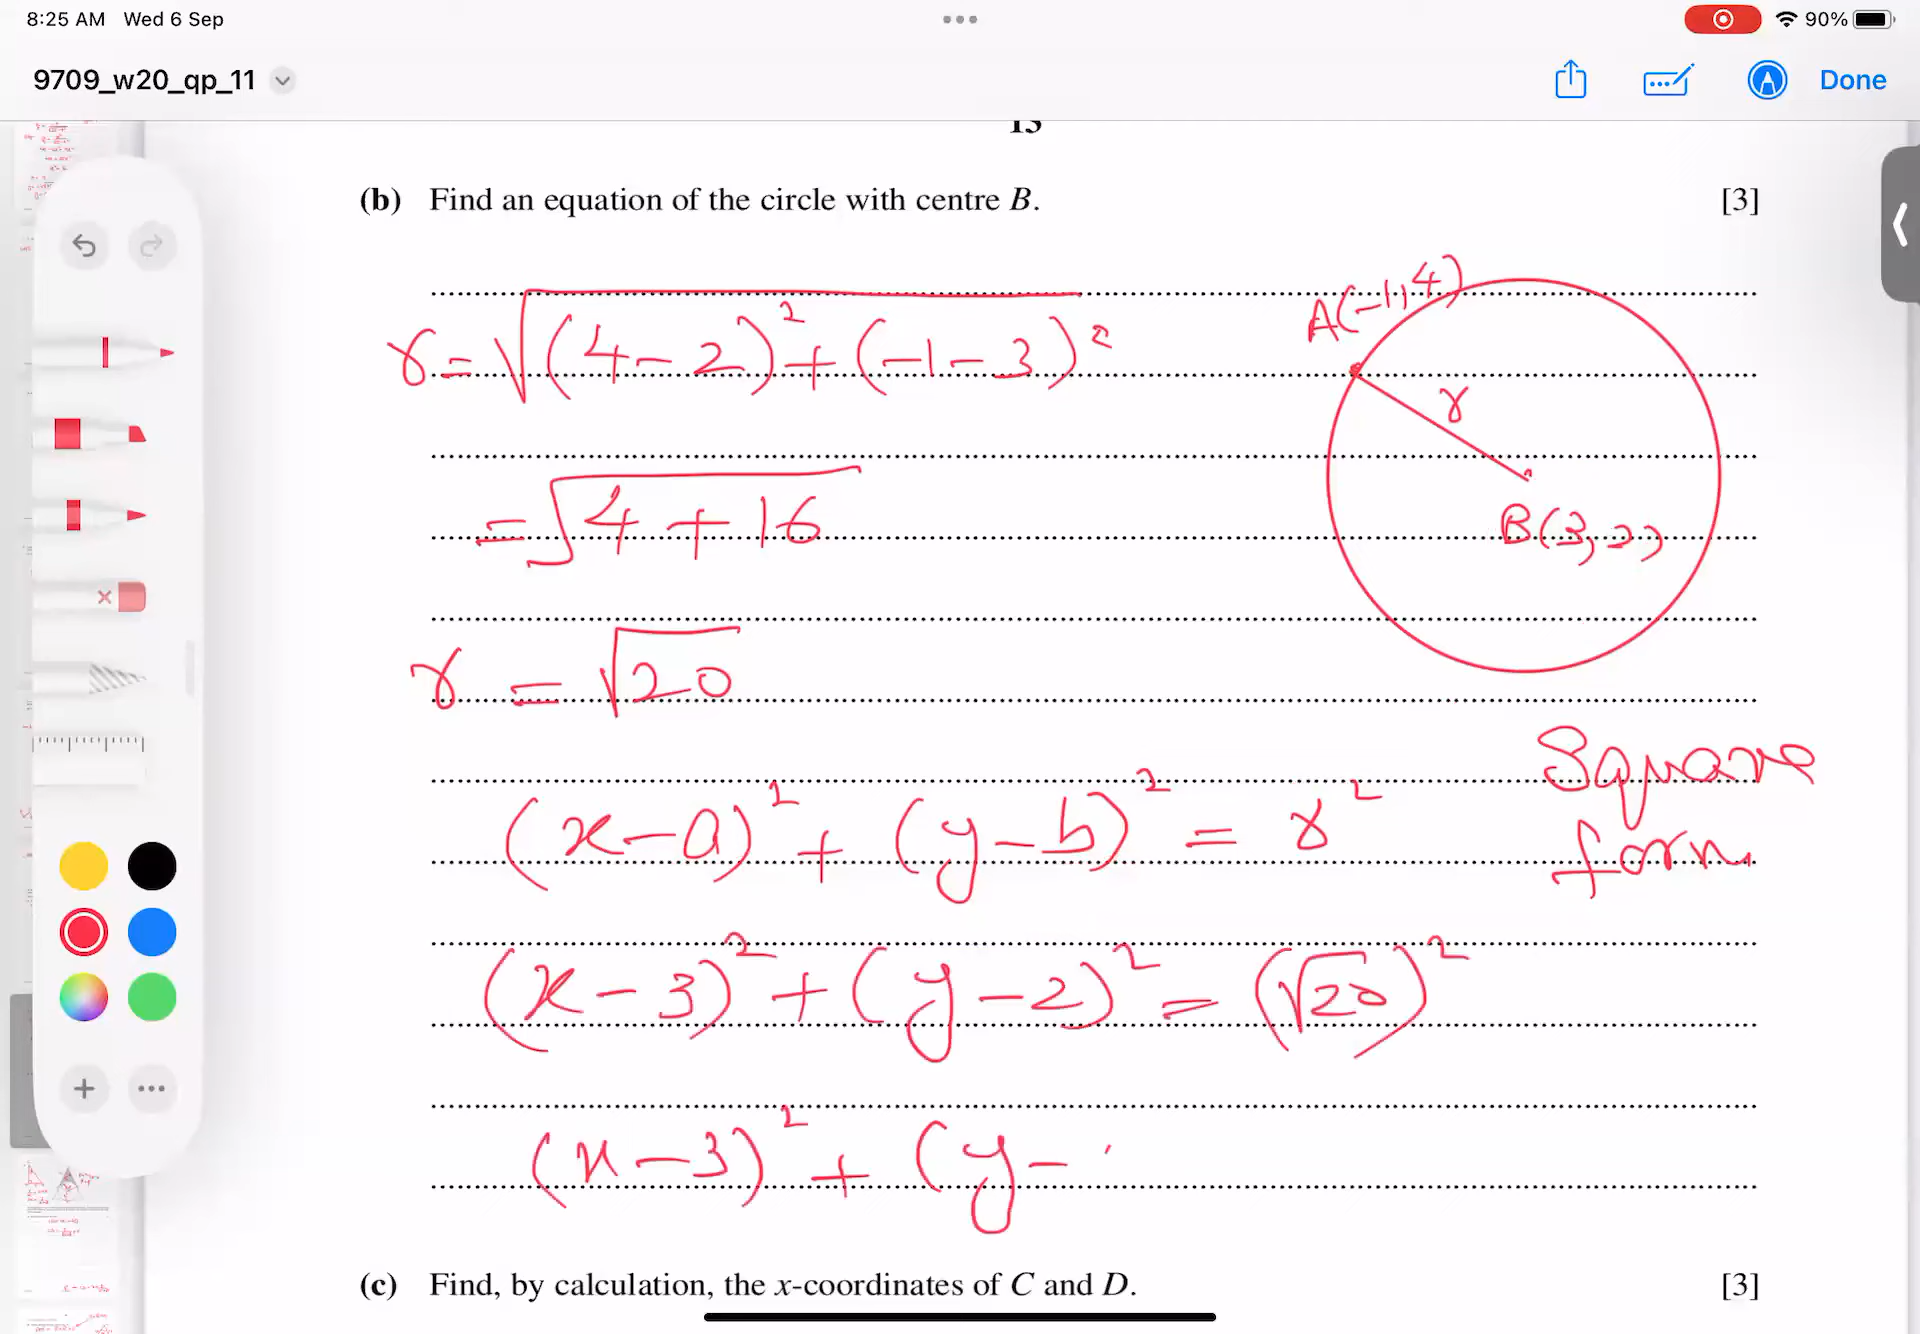 8:25 AM Wed 6 Sep
90%
9709_w20_qp_11
Done
13
(b) Find an equation of the circle with centre B. [3]
A(-1,4)
r = √((4-2)² + (-1-3)²)
r
= √(4 + 16)
B(3,2)
r = √20
Square
form
(x-a)² + (y-b)² = r²
(x-3)² + (y-2)² = (√20)²
(x-3)² + (y-
(c) Find, by calculation, the x-coordinates of C and D. [3]